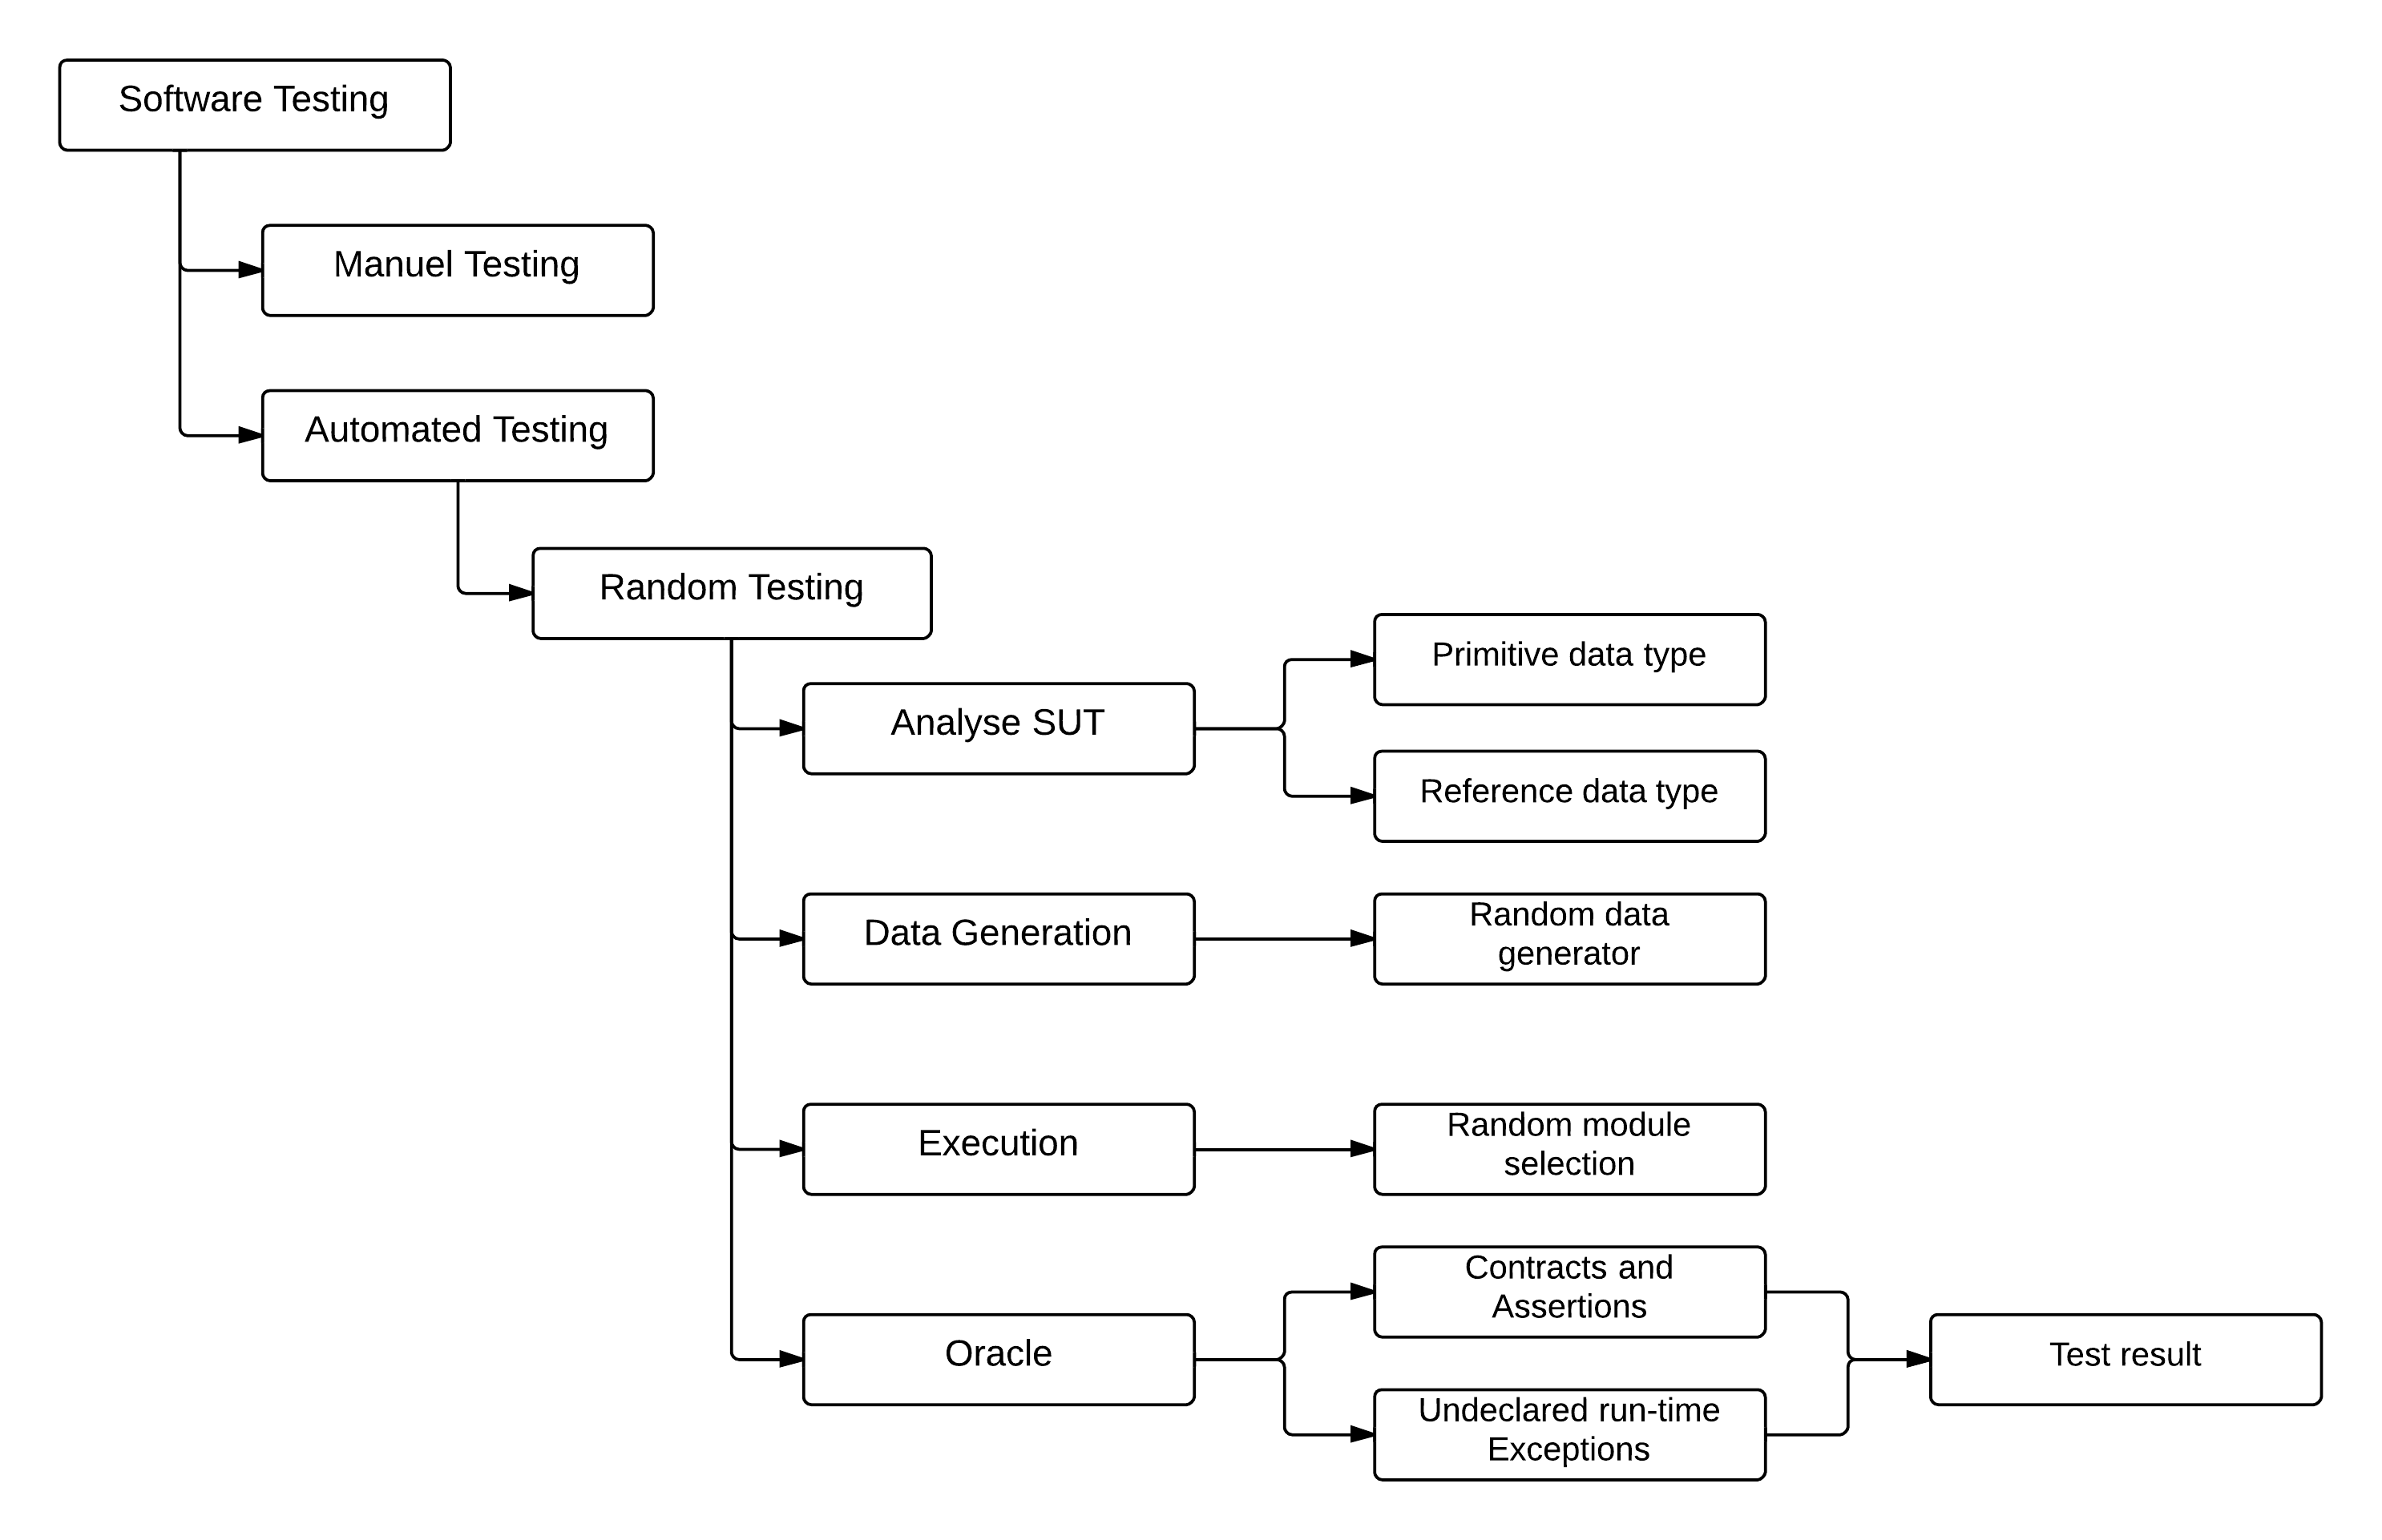 Software Testing
Manuel Testing
Automated Testing
Random Testing
Primitive data type
Analyse SUT
Reference data type
Data Generation
Random data
generator
Execution
Random module
selection
Contracts and
Assertions
Oracle
Test result
Undeclared run-time
Exceptions